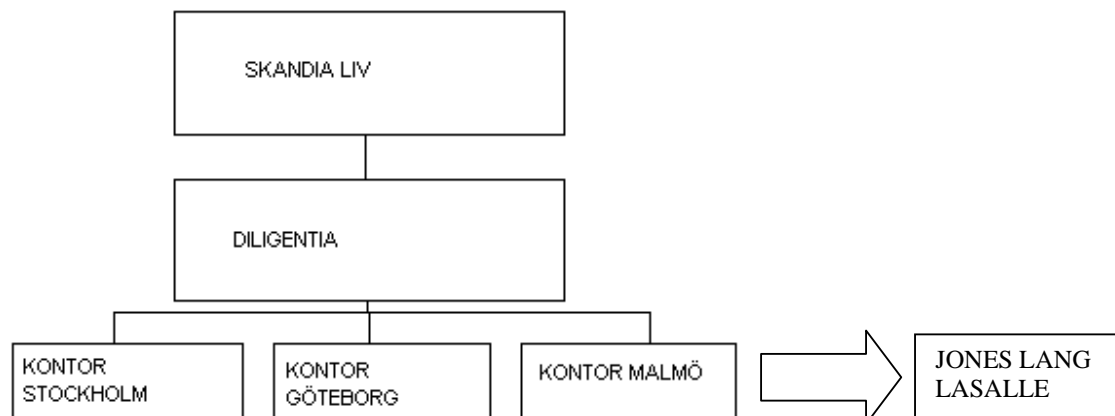 SKANDIA LIV
DILIGENTIA
KONTOR
STOCKHOLM
KONTOR
GÖTEBORG
KONTOR MALMÖ
JONES LANG
LASALLE